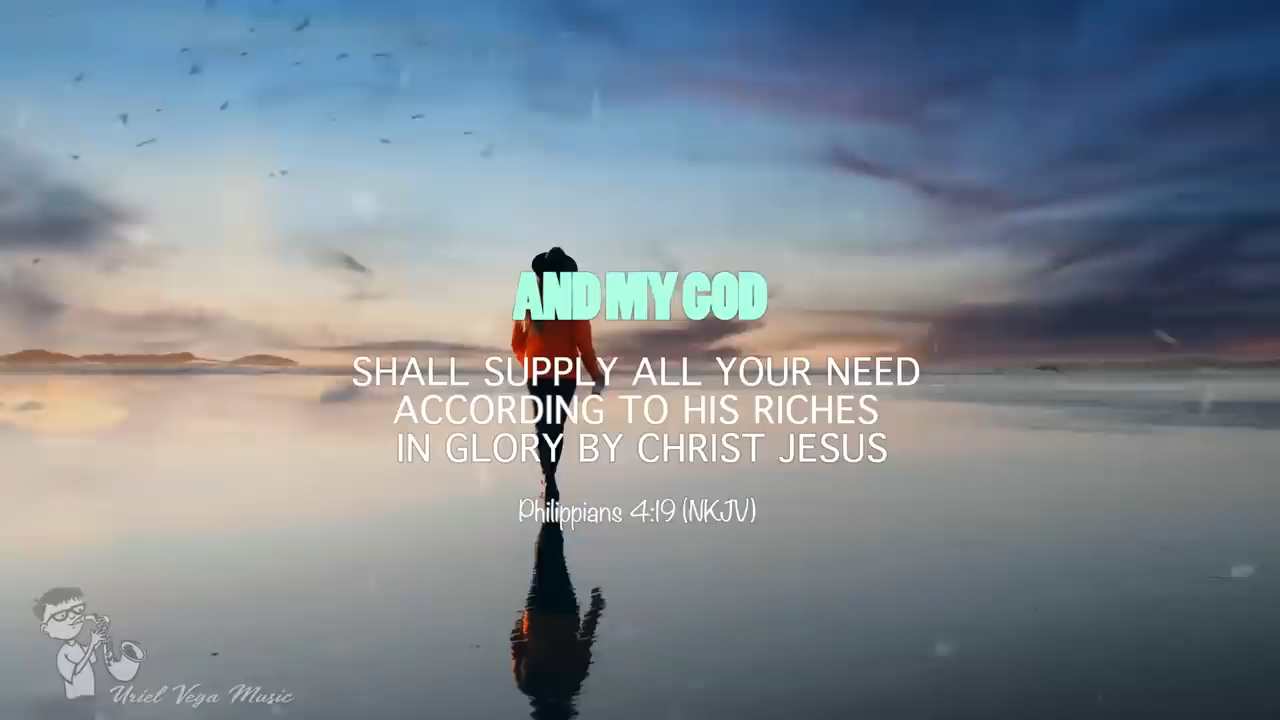 AND MY GOD
SHALL SUPPLY ALL YOUR NEED
ACCORDING TO HIS RICHES
IN GLORY BY CHRIST JESUS
Philippians 4:19 (NKJV)
Uriel Vega Music